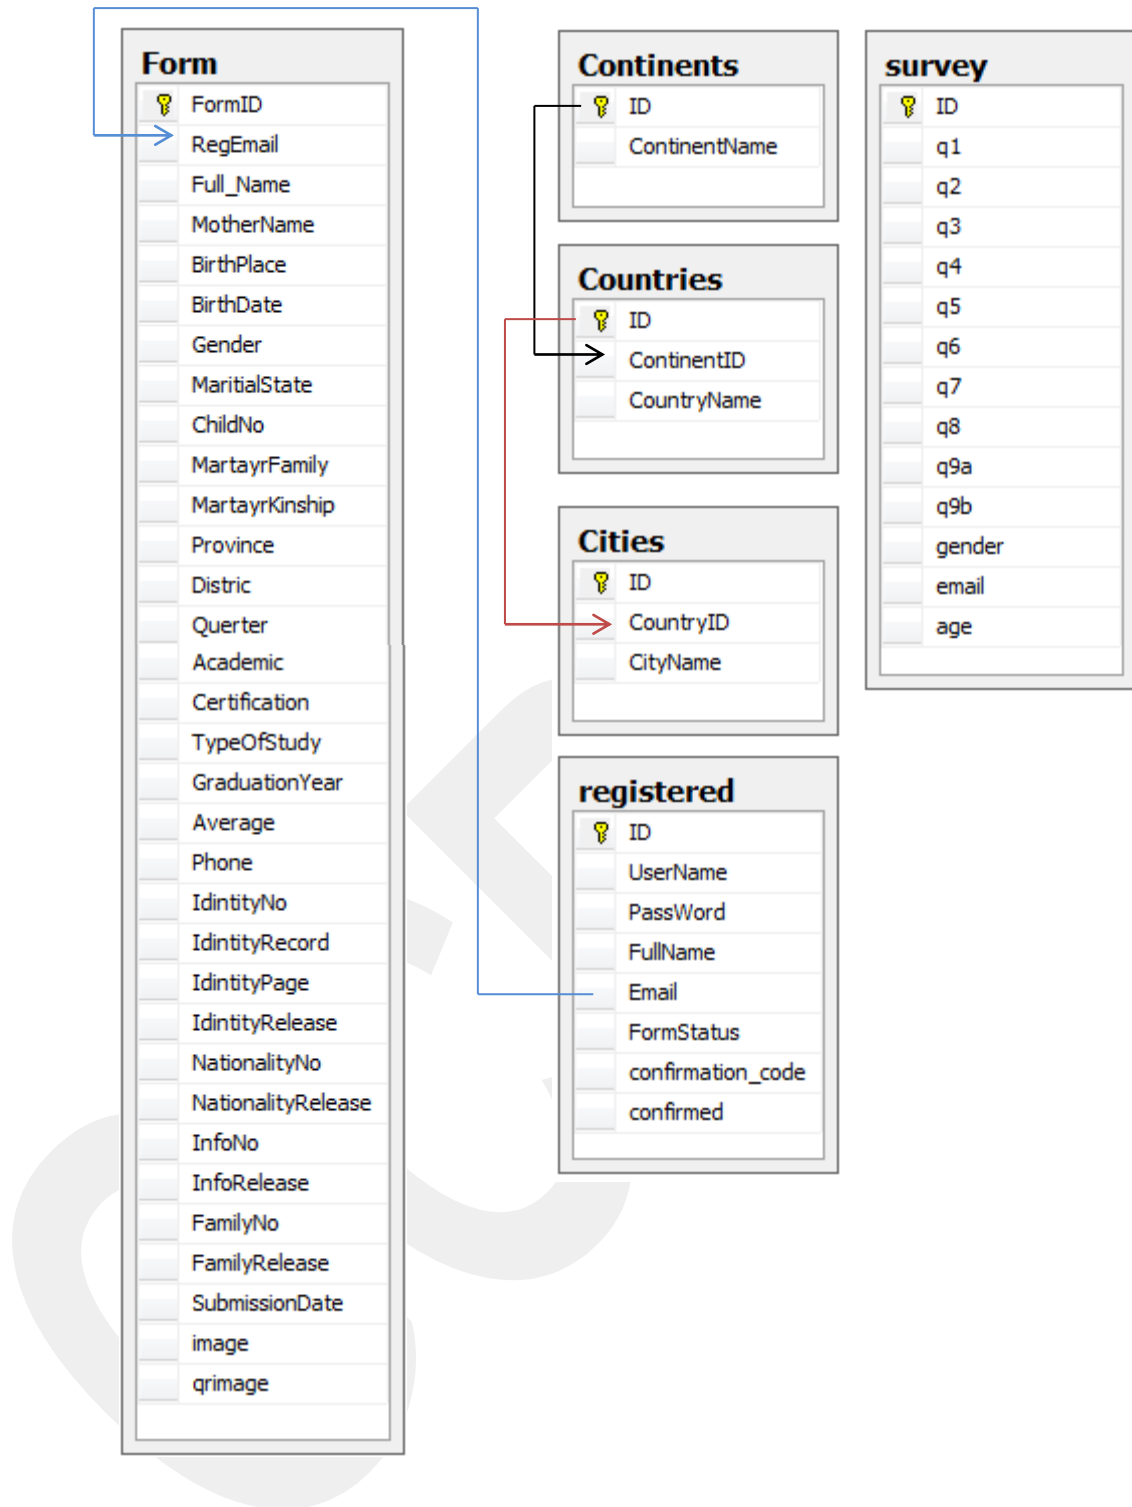 Form
FormID
RegEmail
Full_Name
MotherName
BirthPlace
BirthDate
Gender
MaritialState
ChildNo
MartayrFamily
MartayrKinship
Province
Distric
Querter
Academic
Certification
TypeOfStudy
GraduationYear
Average
Phone
IdintityNo
IdintityRecord
IdintityPage
IdintityRelease
NationalityNo
NationalityRelease
InfoNo
InfoRelease
FamilyNo
FamilyRelease
SubmissionDate
image
qrimage
Continents
ID
ContinentName
Countries
ID
ContinentID
CountryName
Cities
ID
CountryID
CityName
registered
ID
UserName
PassWord
FullName
Email
FormStatus
confirmation_code
confirmed
survey
ID
q1
q2
q3
q4
q5
q6
q7
q8
q9a
q9b
gender
email
age